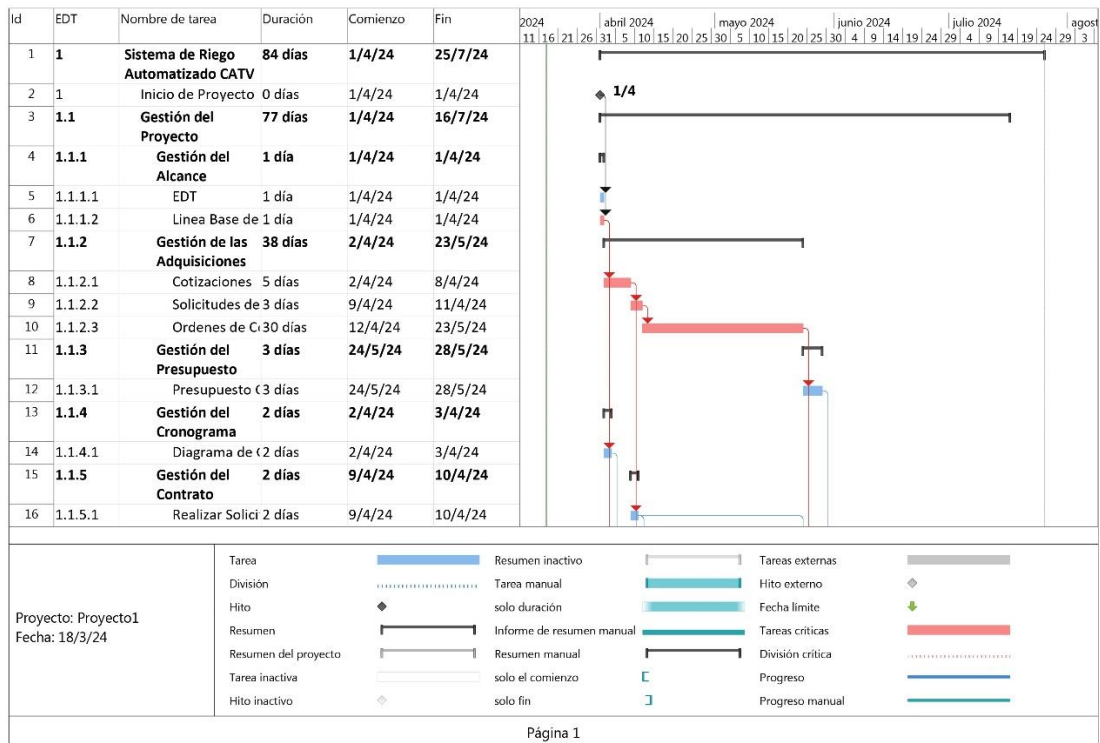 Id EDT Nombre de tarea Duración Comienzo Fin
2024 abril 2024 mayo 2024 junio 2024 julio 2024 agost
11 16 21 26 31 5 10 15 20 25 30 5 10 15 20 25 30 4 9 14 19 24 29 4 9 14 19 24 29 3
1 1 Sistema de Riego 84 días 1/4/24 25/7/24
Automatizado CATV
2 1 Inicio de Proyecto 0 días 1/4/24 1/4/24
1/4
3 1.1 Gestión del 77 días 1/4/24 16/7/24
Proyecto
4 1.1.1 Gestión del 1 día 1/4/24 1/4/24
Alcance
5 1.1.1.1 EDT 1 día 1/4/24 1/4/24
6 1.1.1.2 Linea Base de 1 día 1/4/24 1/4/24
7 1.1.2 Gestión de las 38 días 2/4/24 23/5/24
Adquisiciones
8 1.1.2.1 Cotizaciones 5 días 2/4/24 8/4/24
9 1.1.2.2 Solicitudes de 3 días 9/4/24 11/4/24
10 1.1.2.3 Ordenes de 30 días 12/4/24 23/5/24
11 1.1.3 Gestión del 3 días 24/5/24 28/5/24
Presupuesto
12 1.1.3.1 Presupuesto 3 días 24/5/24 28/5/24
13 1.1.4 Gestión del 2 días 2/4/24 3/4/24
Cronograma
14 1.1.4.1 Diagrama de 2 días 2/4/24 3/4/24
15 1.1.5 Gestión del 2 días 9/4/24 10/4/24
Contrato
16 1.1.5.1 Realizar Solici 2 días 9/4/24 10/4/24
Proyecto: Proyecto1
Fecha: 18/3/24
Tarea Resumen inactivo Tareas externas
División Tarea manual Hito externo
Hito solo duración Fecha límite
Resumen Informe de resumen manual Tareas críticas
Resumen del proyecto Resumen manual División crítica
Tarea inactiva solo el comienzo Progreso
Hito inactivo solo fin Progreso manual
Página 1